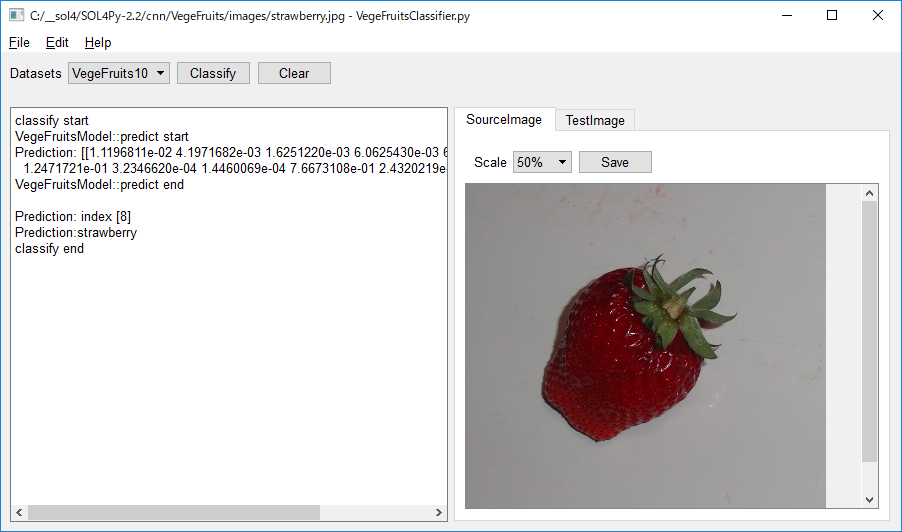 C:/__sol4/SOL4Py-2.2/cnn/VegeFruits/images/strawberry.jpg - VegeFruitsClassifier.py
File Edit Help
Datasets VegeFruits10 Classify Clear
classify start
VegeFruitsModel::predict start
Prediction: [[1.1196811e-02 4.1971682e-03 1.6251220e-03 6.0625430e-03 6
1.2471721e-01 3.2346620e-04 1.4460069e-04 7.6673108e-01 2.4320219e-
VegeFruitsModel::predict end
Prediction: index [8]
Prediction:strawberry
classify end
SourceImage TestImage
Scale 50% Save